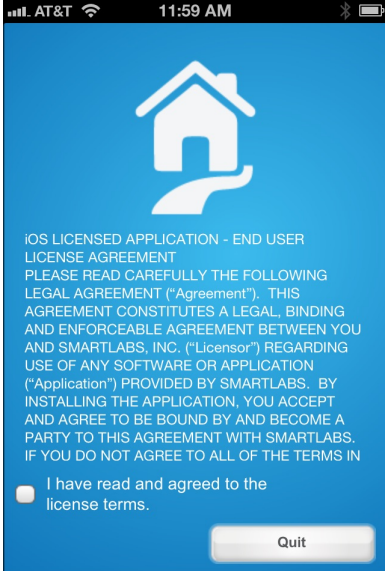 AT&T 11:59 AM
iOS LICENSED APPLICATION - END USER
LICENSE AGREEMENT
PLEASE READ CAREFULLY THE FOLLOWING
LEGAL AGREEMENT (“Agreement”).  THIS
AGREEMENT CONSTITUTES A LEGAL, BINDING
AND ENFORCEABLE AGREEMENT BETWEEN YOU
AND SMARTLABS, INC. (“Licensor”) REGARDING
USE OF ANY SOFTWARE OR APPLICATION
(“Application”) PROVIDED BY SMARTLABS.  BY
INSTALLING THE APPLICATION, YOU ACCEPT
AND AGREE TO BE BOUND BY AND BECOME A
PARTY TO THIS AGREEMENT WITH SMARTLABS.
IF YOU DO NOT AGREE TO ALL OF THE TERMS IN
I have read and agreed to the
license terms.
Quit